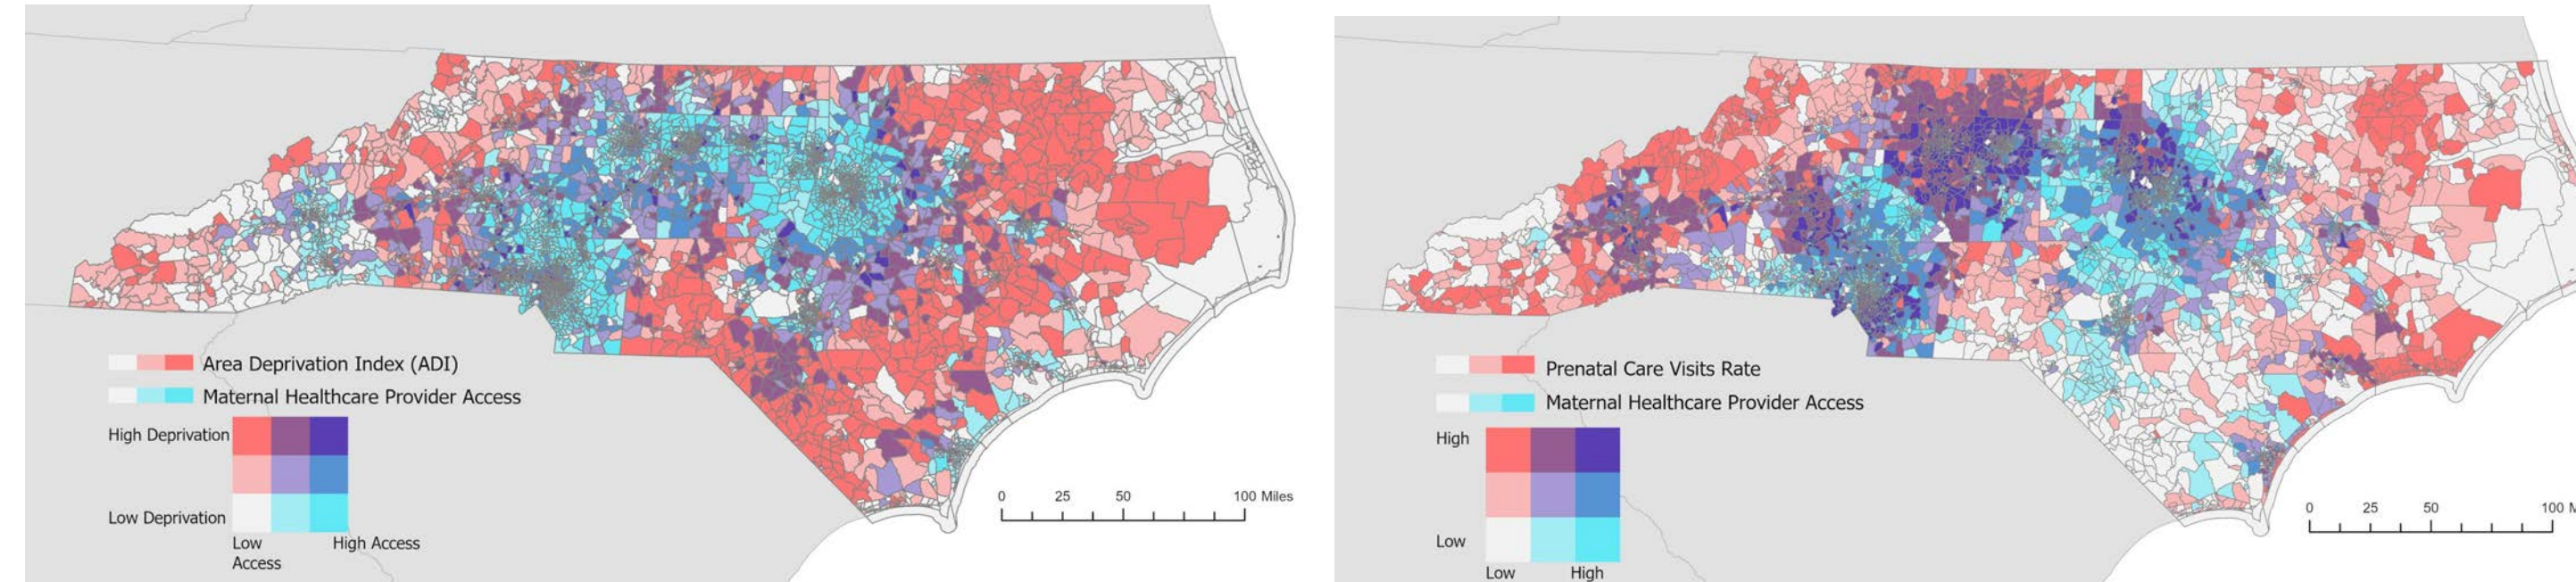 Area Deprivation Index (ADI)
Maternal Healthcare Provider Access
High Deprivation
Low Deprivation
Low
Access
High Access
0 25 50 100 Miles
Prenatal Care Visits Rate
Maternal Healthcare Provider Access
High
Low
Low High
0 25 50 100 M